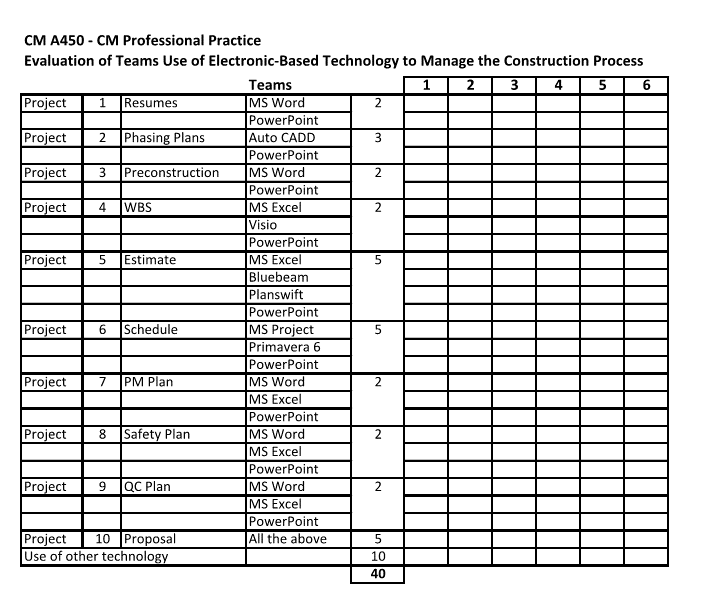 CM A450 - CM Professional Practice
Evaluation of Teams Use of Electronic-Based Technology to Manage the Construction Process
Teams 1 2 3 4 5 6
Project 1 Resumes MS Word 2
PowerPoint
Project 2 Phasing Plans Auto CADD 3
PowerPoint
Project 3 Preconstruction MS Word 2
PowerPoint
Project 4 WBS MS Excel 2
Visio
PowerPoint
Project 5 Estimate MS Excel 5
Bluebeam
Planswift
PowerPoint
Project 6 Schedule MS Project 5
Primavera 6
PowerPoint
Project 7 PM Plan MS Word 2
MS Excel
PowerPoint
Project 8 Safety Plan MS Word 2
MS Excel
PowerPoint
Project 9 QC Plan MS Word 2
MS Excel
PowerPoint
Project 10 Proposal All the above 5
Use of other technology 10
40